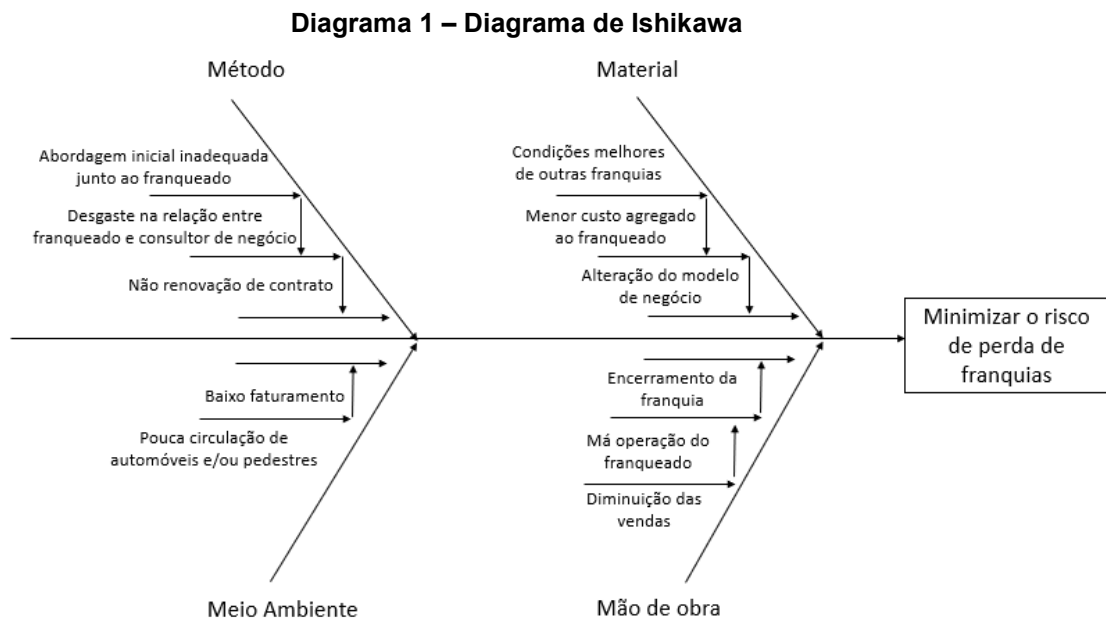 Diagrama 1 – Diagrama de Ishikawa
Método
Material
Abordagem inicial inadequada
junto ao franqueado
Desgaste na relação entre
franqueado e consultor de negócio
Não renovação de contrato
Condições melhores
de outras franquias
Menor custo agregado
ao franqueado
Alteração do modelo
de negócio
Minimizar o risco
de perda de
franquias
Baixo faturamento
Pouca circulação de
automóveis e/ou pedestres
Encerramento da
franquia
Má operação do
franqueado
Diminuição das
vendas
Meio Ambiente
Mão de obra